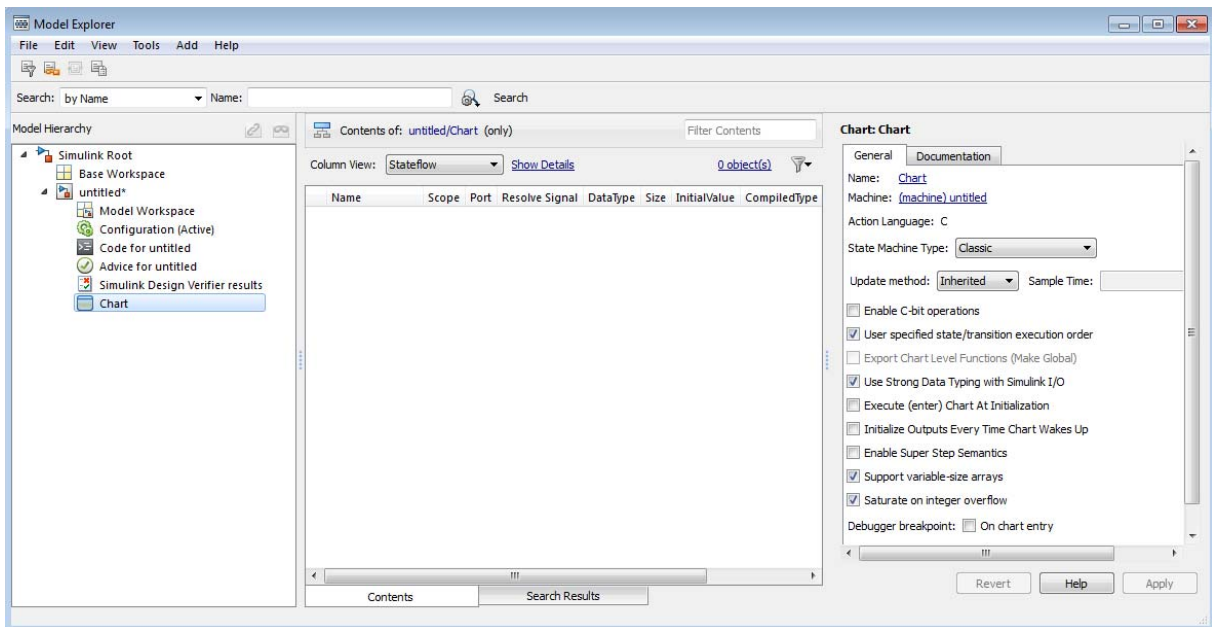 Model Explorer
File Edit View Tools Add Help
Search: by Name Name: Search
Model Hierarchy
Simulink Root
Base Workspace
untitled*
Model Workspace
Configuration (Active)
Code for untitled
Advice for untitled
Simulink Design Verifier results
Chart
Contents of: untitled/Chart (only) Filter Contents
Column View: Stateflow Show Details 0 object(s)
Name Scope Port Resolve Signal DataType Size InitialValue CompiledType
Contents Search Results
Chart: Chart
General Documentation
Name: Chart
Machine: (machine) untitled
Action Language: C
State Machine Type: Classic
Update method: Inherited Sample Time:
Enable C-bit operations
User specified state/transition execution order
Export Chart Level Functions (Make Global)
Use Strong Data Typing with Simulink I/O
Execute (enter) Chart At Initialization
Initialize Outputs Every Time Chart Wakes Up
Enable Super Step Semantics
Support variable-size arrays
Saturate on integer overflow
Debugger breakpoint: On chart entry
Revert Help Apply